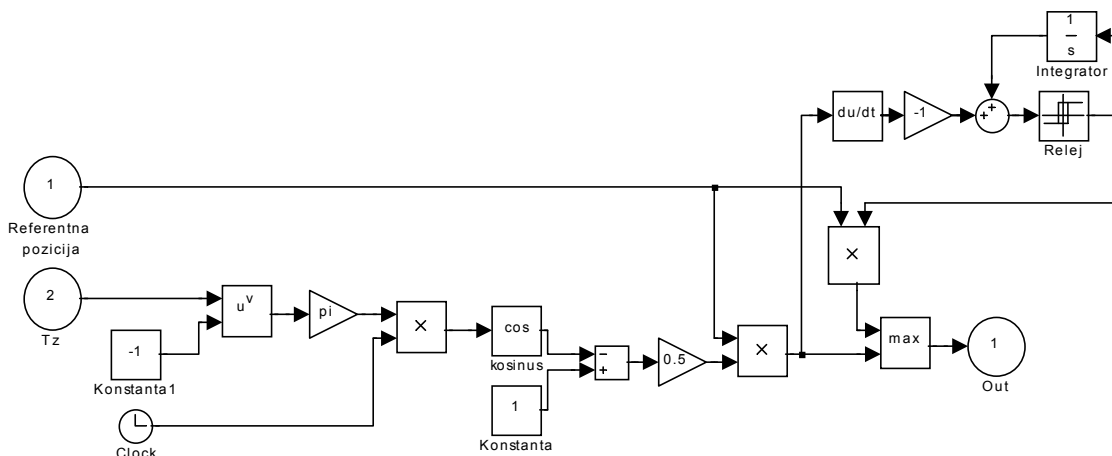 1
s
Integrator
du/dt
-1
+
+
Relej
1
Referentna
pozicija
×
2
Tz
u^v
pi
×
cos
kosinus
−
+
0.5
×
max
1
Out
-1
Konstanta1
1
Konstanta
Clock